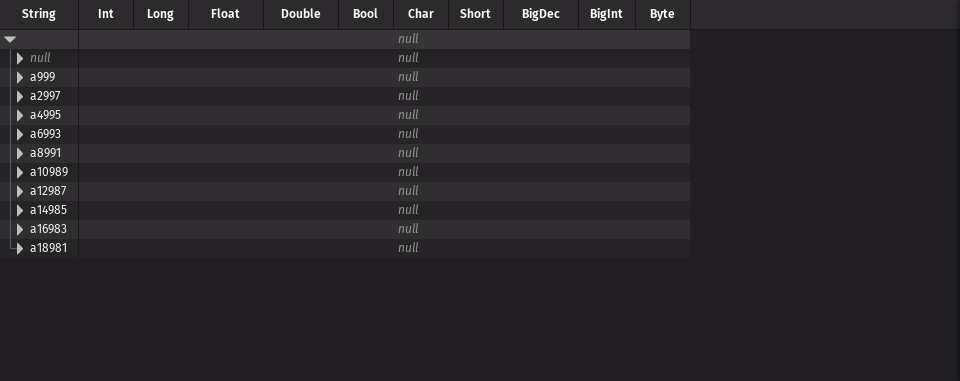 String Int Long Float Double Bool Char Short BigDec BigInt Byte
null
null null
a999 null
a2997 null
a4995 null
a6993 null
a8991 null
a10989 null
a12987 null
a14985 null
a16983 null
a18981 null